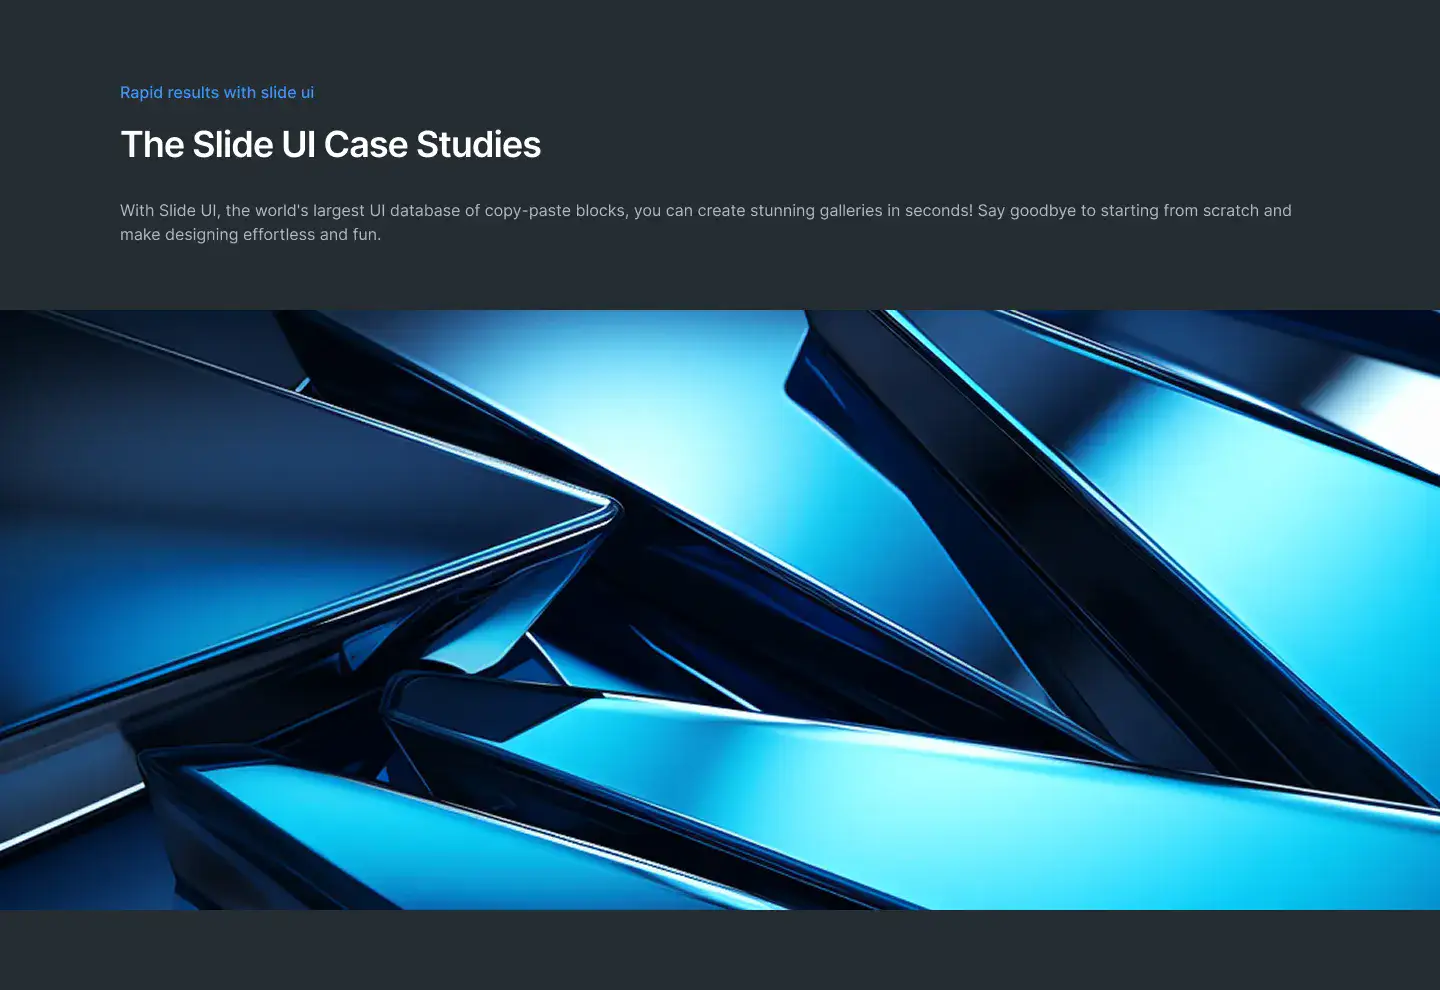 Rapid results with slide ui
The Slide UI Case Studies
With Slide UI, the world's largest UI database of copy-paste blocks, you can create stunning galleries in seconds! Say goodbye to starting from scratch and
make designing effortless and fun.